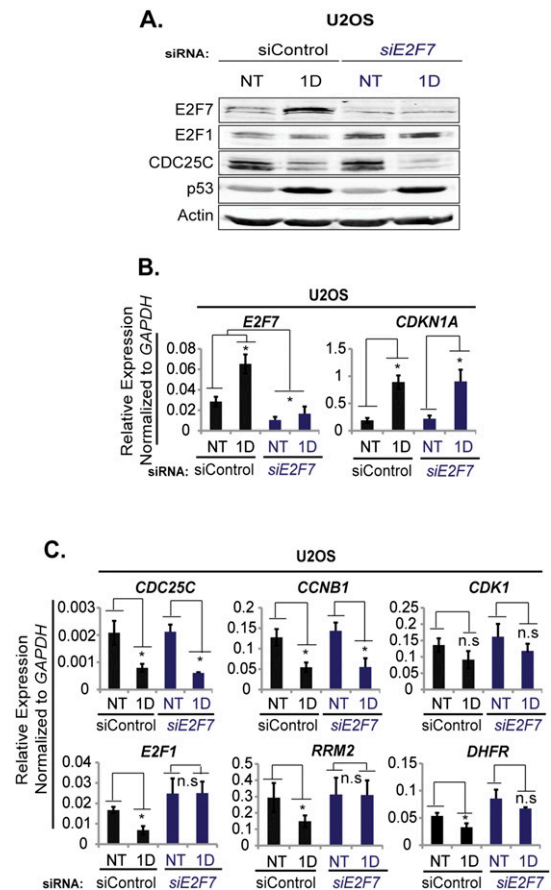 A.
U2OS
siRNA: siControl siE2F7
NT 1D NT 1D
E2F7
E2F1
CDC25C
p53
Actin
B.
U2OS
Relative Expression
Normalized to GAPDH
E2F7 CDKN1A
0.08 1.5
0.06 1
0.04 0.5
0.02 0
0
* * * *
NT 1D NT 1D NT 1D NT 1D
siControl siE2F7 siControl siE2F7
siRNA:
C.
U2OS
Relative Expression
Normalized to GAPDH
CDC25C CCNB1 CDK1
0.003 0.2 0.25
0.002 0.15 0.20
0.001 0.1 0.15
0 0.05 0.10
0 0.05
0
* * * * n.s n.s
NT 1D NT 1D NT 1D NT 1D NT 1D NT 1D
siControl siE2F7 siControl siE2F7 siControl siE2F7
E2F1 RRM2 DHFR
0.04 0.5 0.15
0.03 0.4 0.1
0.02 0.3 0.05
0.01 0.2 0
0 0.1
0
* n.s * n.s * n.s
NT 1D NT 1D NT 1D NT 1D NT 1D NT 1D
siRNA: siControl siE2F7 siControl siE2F7 siControl siE2F7